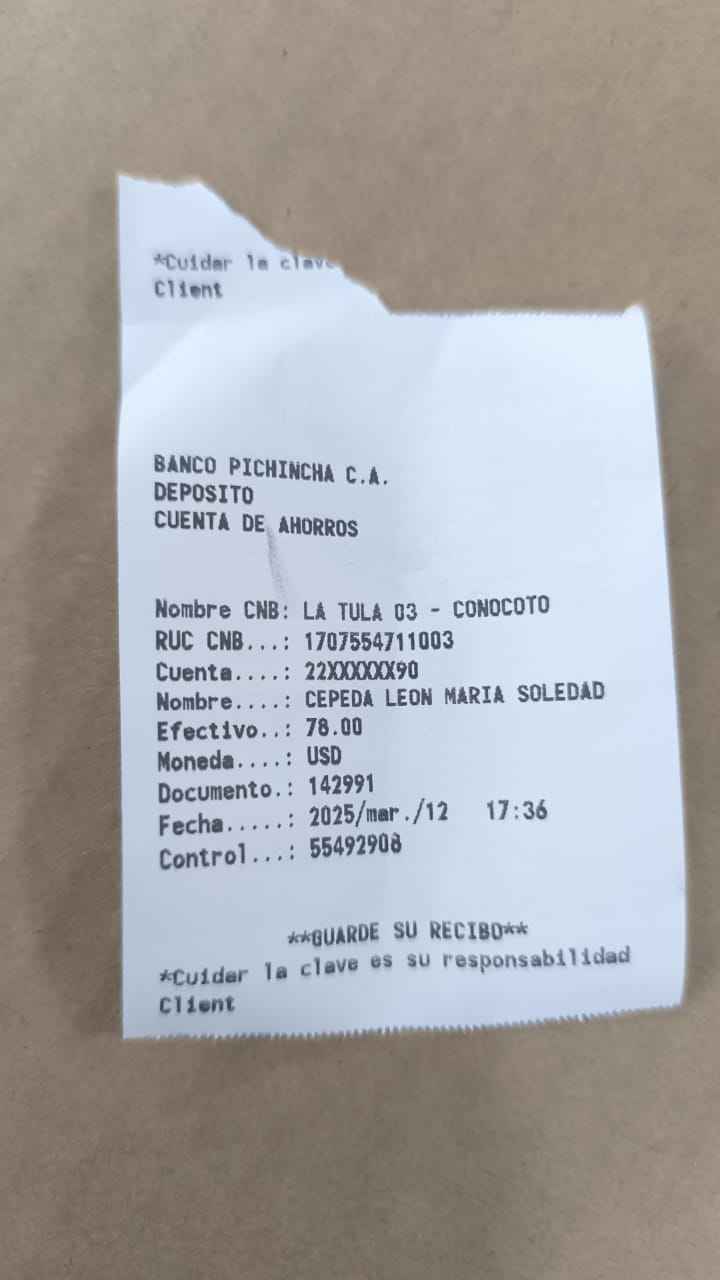 *Cuidar la clave
Client
BANCO PICHINCHA C.A.
DEPOSITO
CUENTA DE AHORROS
Nombre CNB: LA TULA 03 - CONOCOTO
RUC CNB...: 1707554711003
Cuenta....: 22XXXXXX90
Nombre....: CEPEDA LEON MARIA SOLEDAD
Efectivo..: 78.00
Moneda....: USD
Documento.: 142991
Fecha.....: 2025/mar./12 17:36
Control...: 55492908
**GUARDE SU RECIBO**
*Cuidar la clave es su responsabilidad
Client